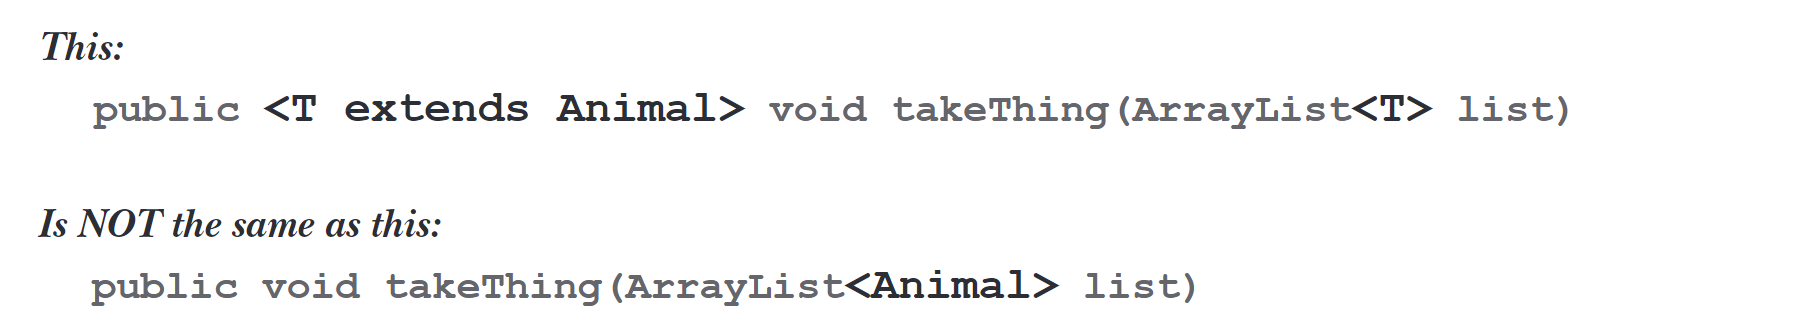 This:
public <T extends Animal> void takeThing(ArrayList<T> list)
Is NOT the same as this:
public void takeThing(ArrayList<Animal> list)